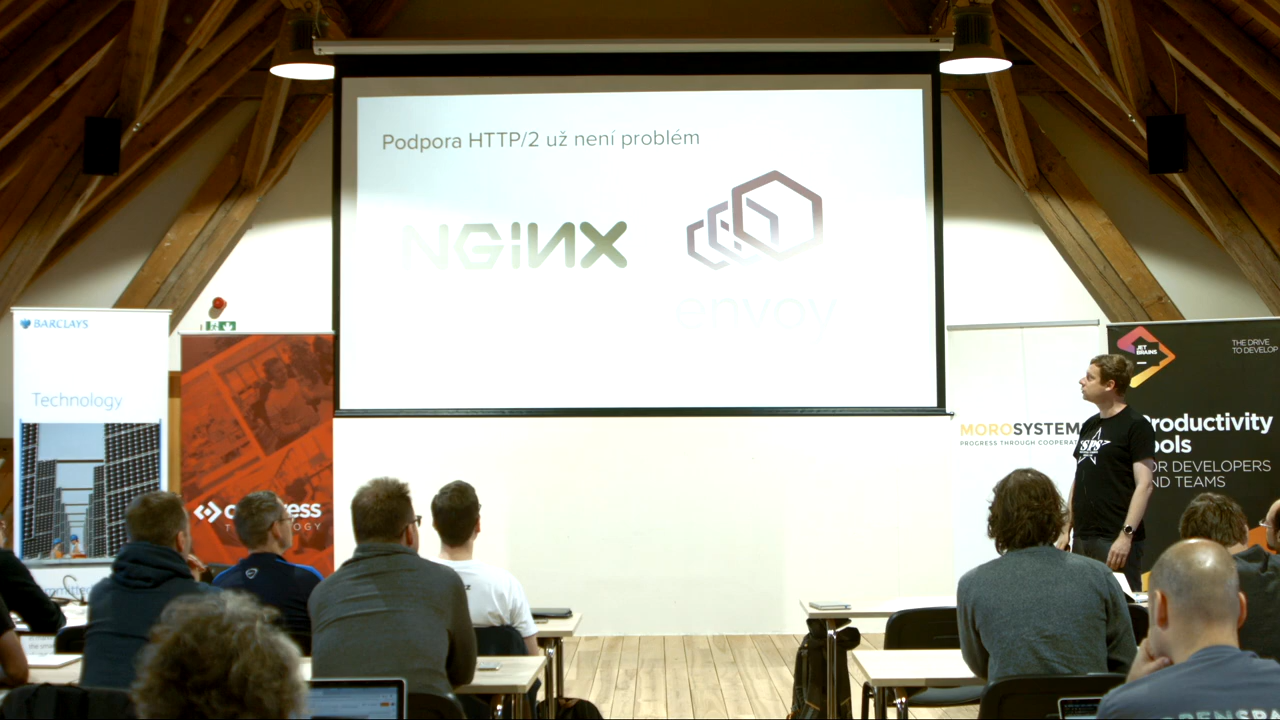 Podpora HTTP/2 už není problém
NGiNX
envoy
BARCLAYS
Technology
JET
BRAINS
THE DRIVE
TO DEVELOP
MOROSYSTEM
PROGRESS THROUGH COOPERAT
Productivity
ools
OR DEVELOPERS
ND TEAMS